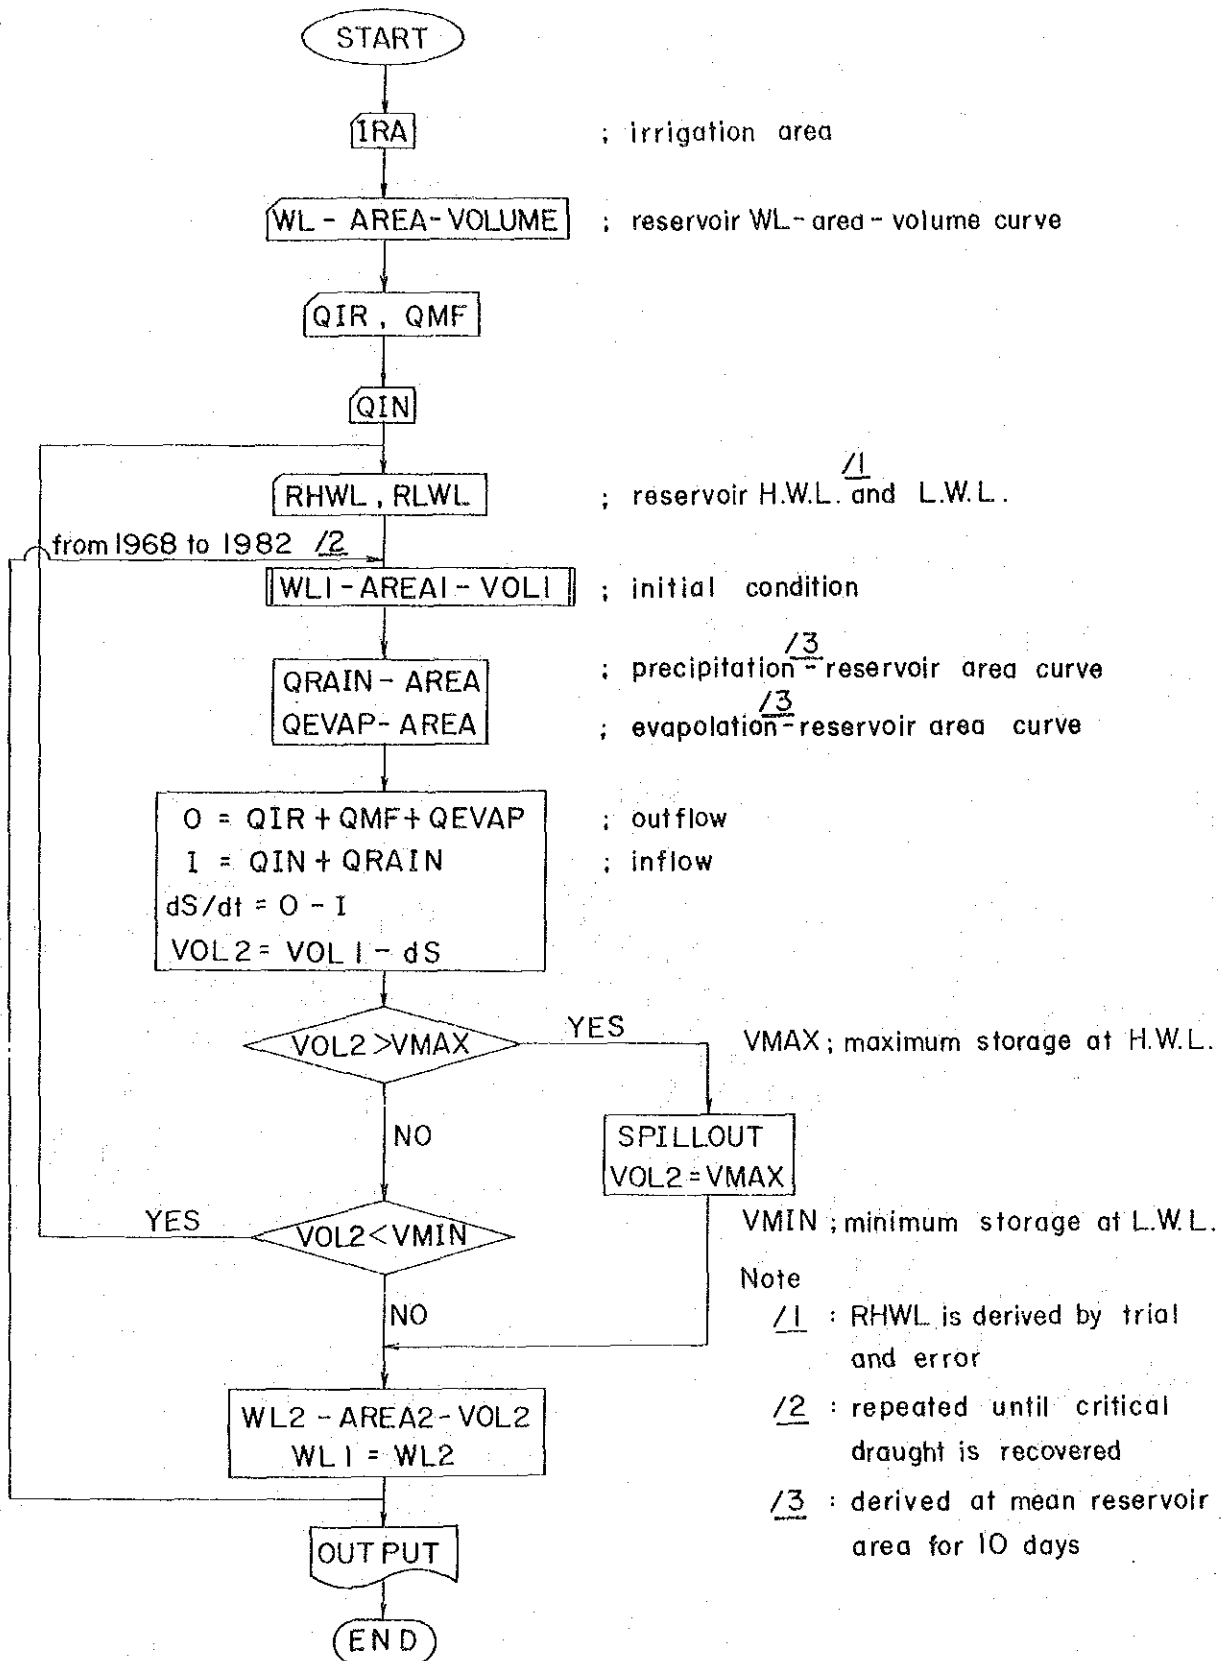 START
IRA ; irrigation area
WL - AREA - VOLUME ; reservoir WL - area - volume curve
QIR , QMF
QIN
RHWL , RLWL ; reservoir H.W.L. /1 and L.W.L.
from 1968 to 1982 /2
WL1 - AREA1 - VOL1 ; initial condition
QRAIN - AREA ; precipitation /3 - reservoir area curve
QEVAP - AREA ; evapolation /3 - reservoir area curve
O = QIR + QMF + QEVAP ; outflow
I = QIN + QRAIN ; inflow
dS/dt = O - I
VOL2 = VOL1 - dS
VOL2 > VMAX
YES
VMAX ; maximum storage at H.W.L.
NO
SPILLOUT
VOL2 = VMAX
YES
VOL2 < VMIN
VMIN ; minimum storage at L.W.L.
NO
Note
/1 : RHWL is derived by trial
and error
/2 : repeated until critical
draught is recovered
/3 : derived at mean reservoir
area for 10 days
WL2 - AREA2 - VOL2
WL1 = WL2
OUTPUT
END